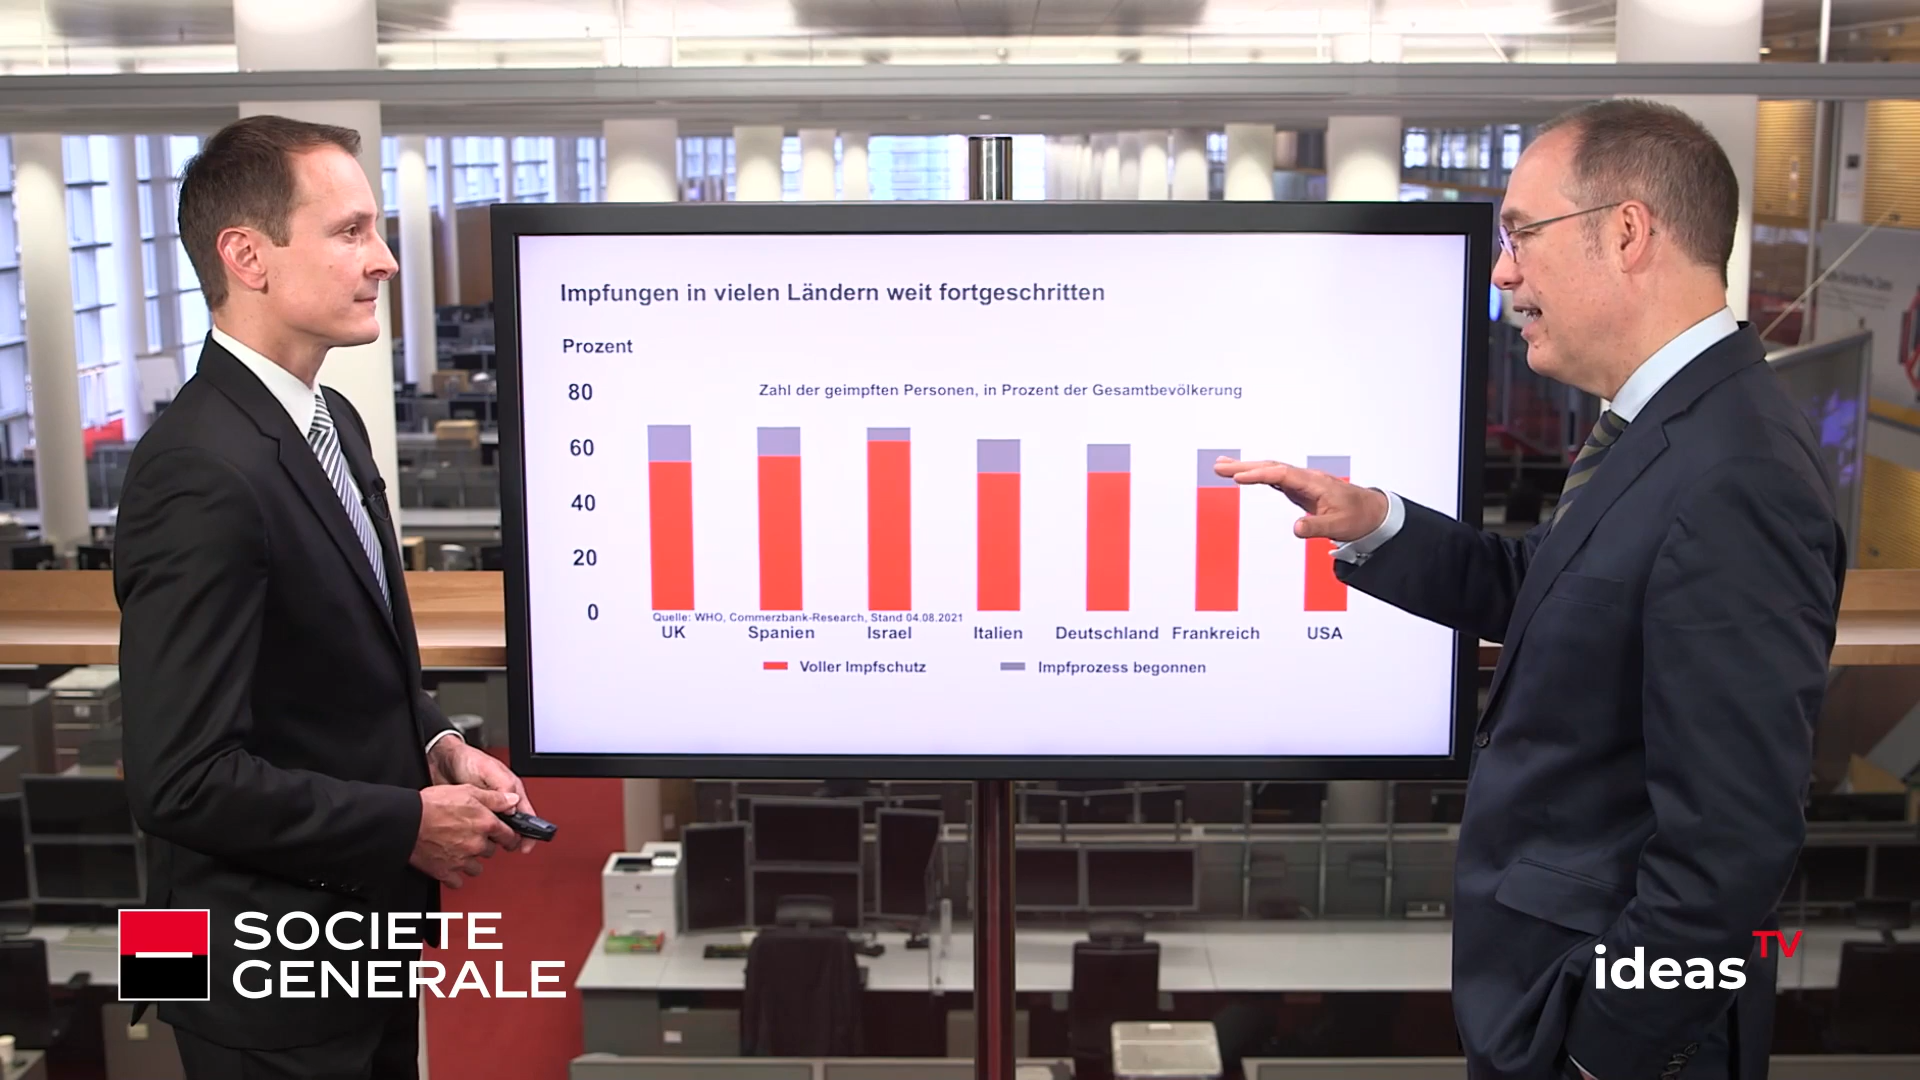 Impfungen in vielen Ländern weit fortgeschritten
Prozent
80
Zahl der geimpften Personen, in Prozent der Gesamtbevölkerung
60
40
20
0
Quelle: WHO, Commerzbank-Research, Stand 04.08.2021
UK Spanien Israel Italien Deutschland Frankreich USA
Voller Impfschutz Impfprozess begonnen
SOCIETE
GENERALE
ideasTV